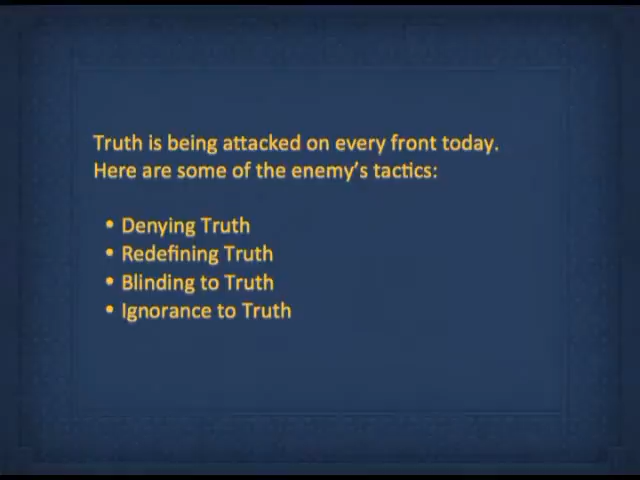 Truth is being attacked on every front today.
Here are some of the enemy’s tactics:
• Denying Truth
• Redefining Truth
• Blinding to Truth
• Ignorance to Truth